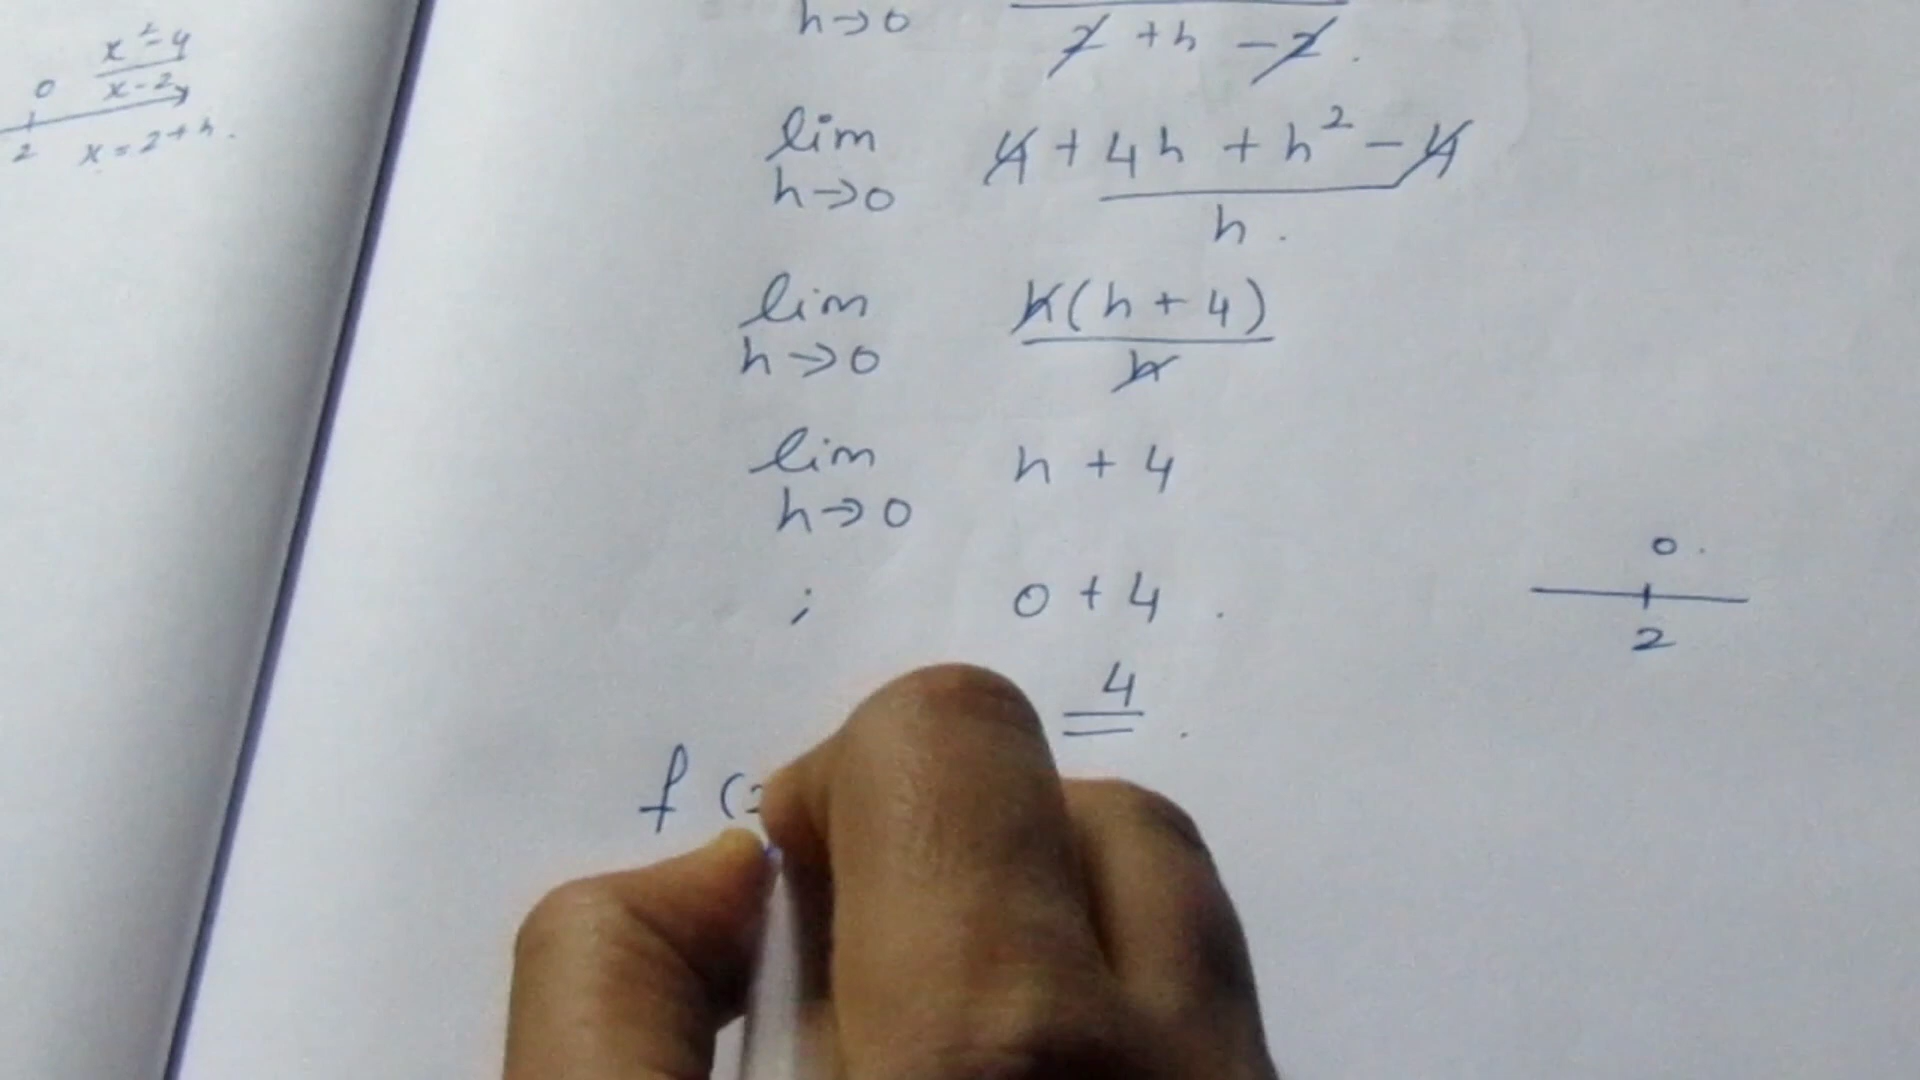 x² - 4
0 x - 2
2 x = 2 + h .
h → 0 2 + h - 2 .
lim 4 + 4h + h² - 4
h → 0 h .
lim h(h + 4)
h → 0 h
lim h + 4
h → 0
; 0 + 4 .
4 .
f (2
0 .
2